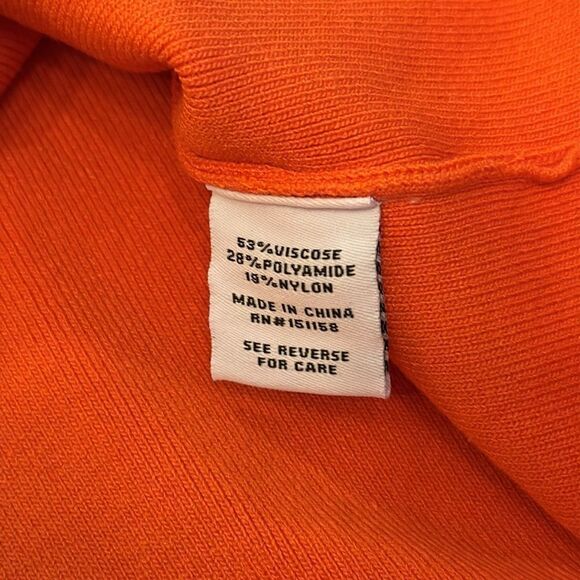 53%VISCOSE
28%POLYAMIDE
19%NYLON
MADE IN CHINA
RN#151158
SEE REVERSE
FOR CARE